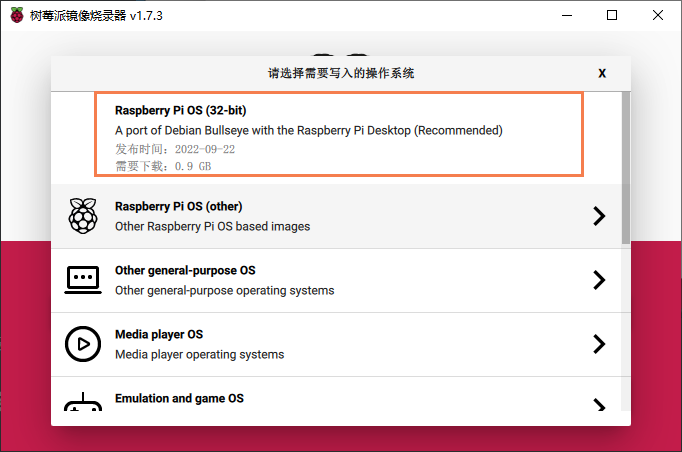 树莓派镜像烧录器 v1.7.3
请选择需要写入的操作系统
X
Raspberry Pi OS (32-bit)
A port of Debian Bullseye with the Raspberry Pi Desktop (Recommended)
发布时间：2022-09-22
需要下载：0.9 GB
Raspberry Pi OS (other)
Other Raspberry Pi OS based images
Other general-purpose OS
Other general-purpose operating systems
Media player OS
Media player operating systems
Emulation and game OS